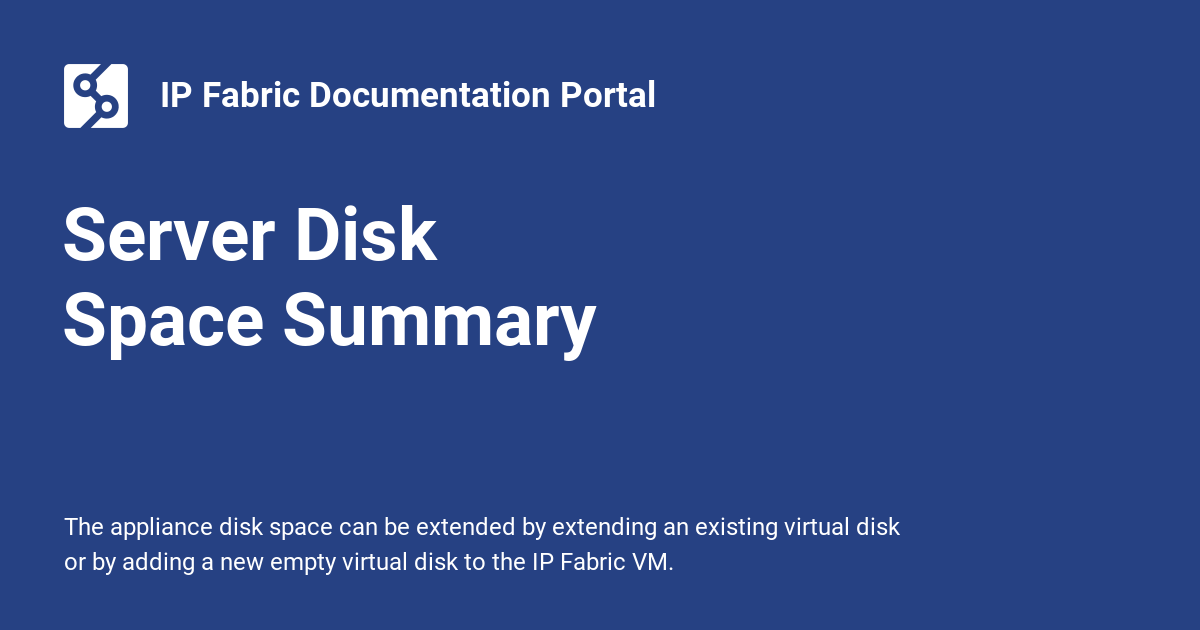 IP Fabric Documentation Portal
Server Disk
Space Summary
The appliance disk space can be extended by extending an existing virtual disk
or by adding a new empty virtual disk to the IP Fabric VM.